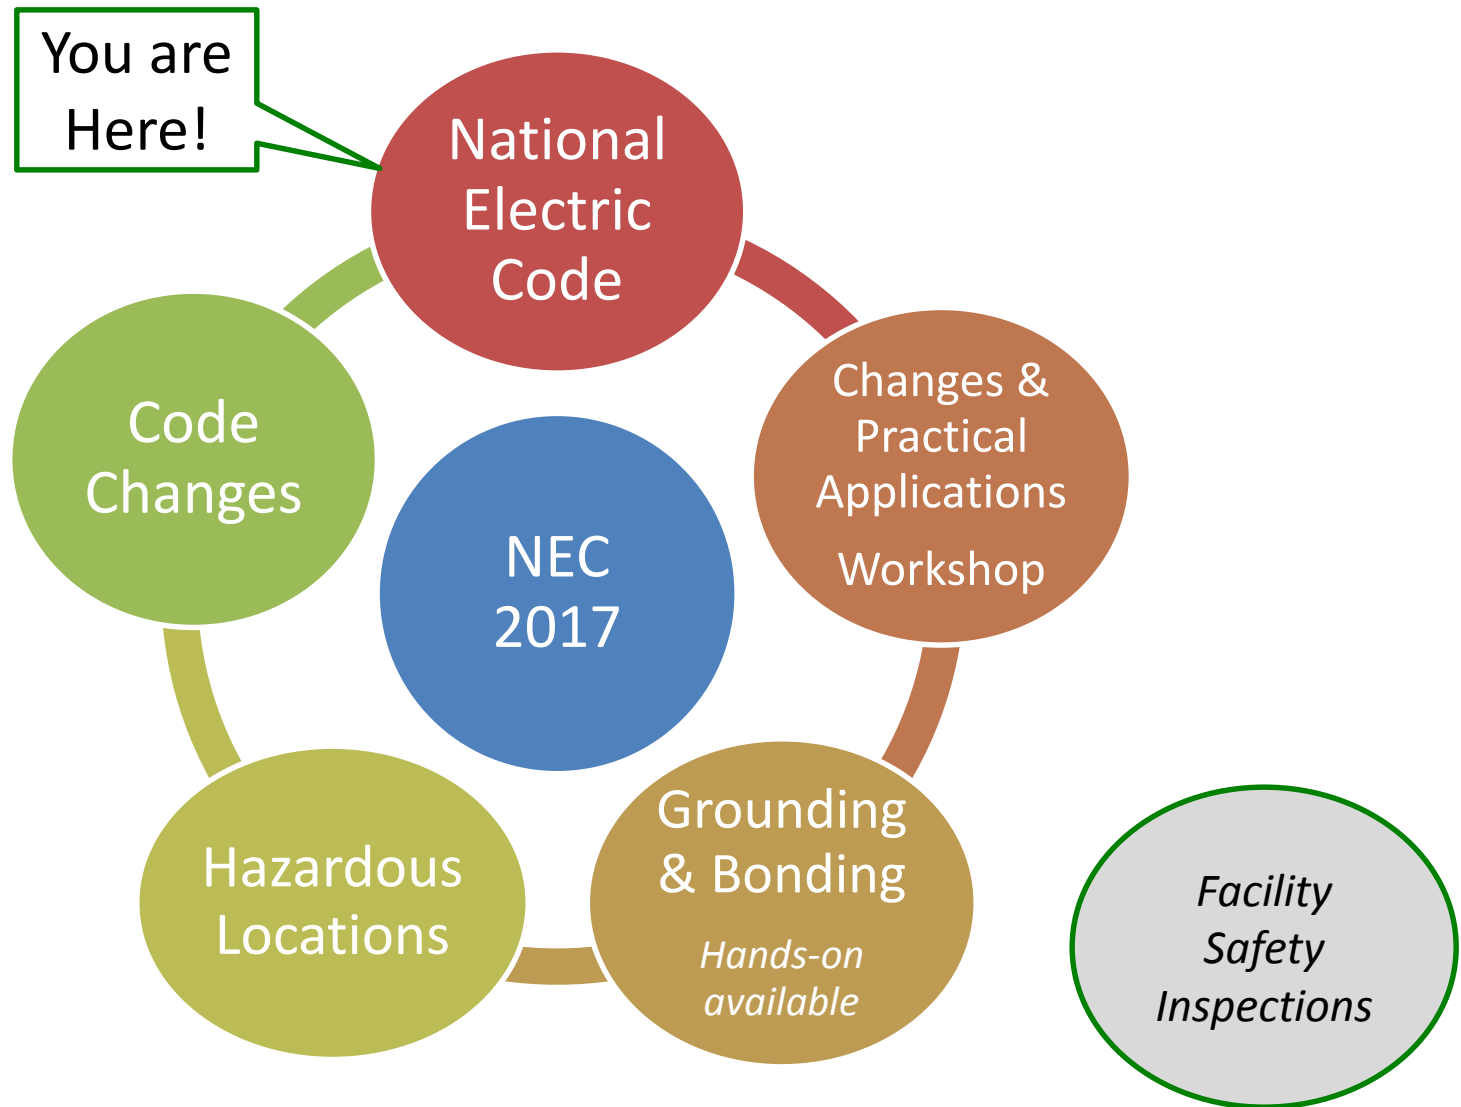 You are
Here!
National
Electric
Code
Changes &
Practical
Applications
Workshop
Code
Changes
NEC
2017
Grounding
& Bonding
Hands-on
available
Hazardous
Locations
Facility
Safety
Inspections